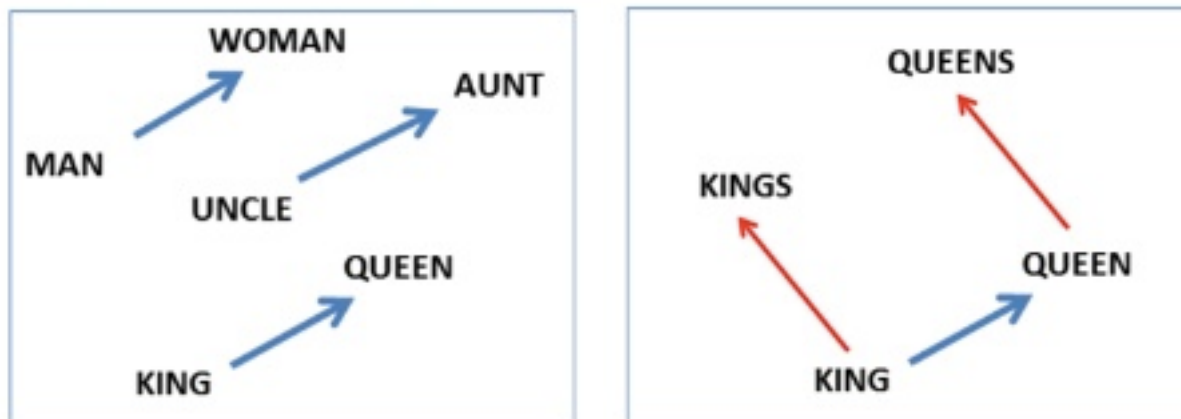 WOMAN
AUNT
MAN
UNCLE
QUEEN
KING
QUEENS
KINGS
QUEEN
KING